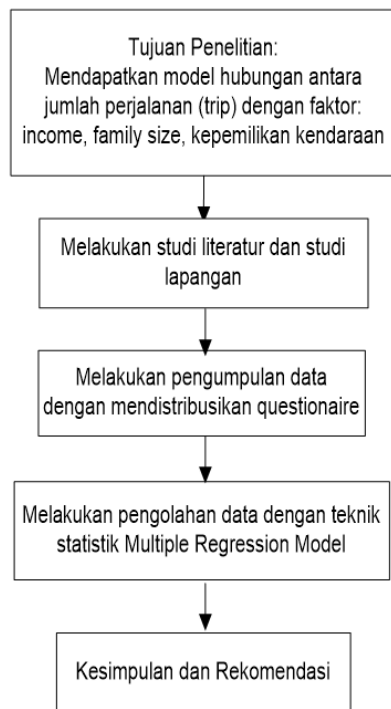 Tujuan Penelitian:
Mendapatkan model hubungan antara
jumlah perjalanan (trip) dengan faktor:
income, family size, kepemilikan kendaraan
Melakukan studi literatur dan studi
lapangan
Melakukan pengumpulan data
dengan mendistribusikan questionaire
Melakukan pengolahan data dengan teknik
statistik Multiple Regression Model
Kesimpulan dan Rekomendasi